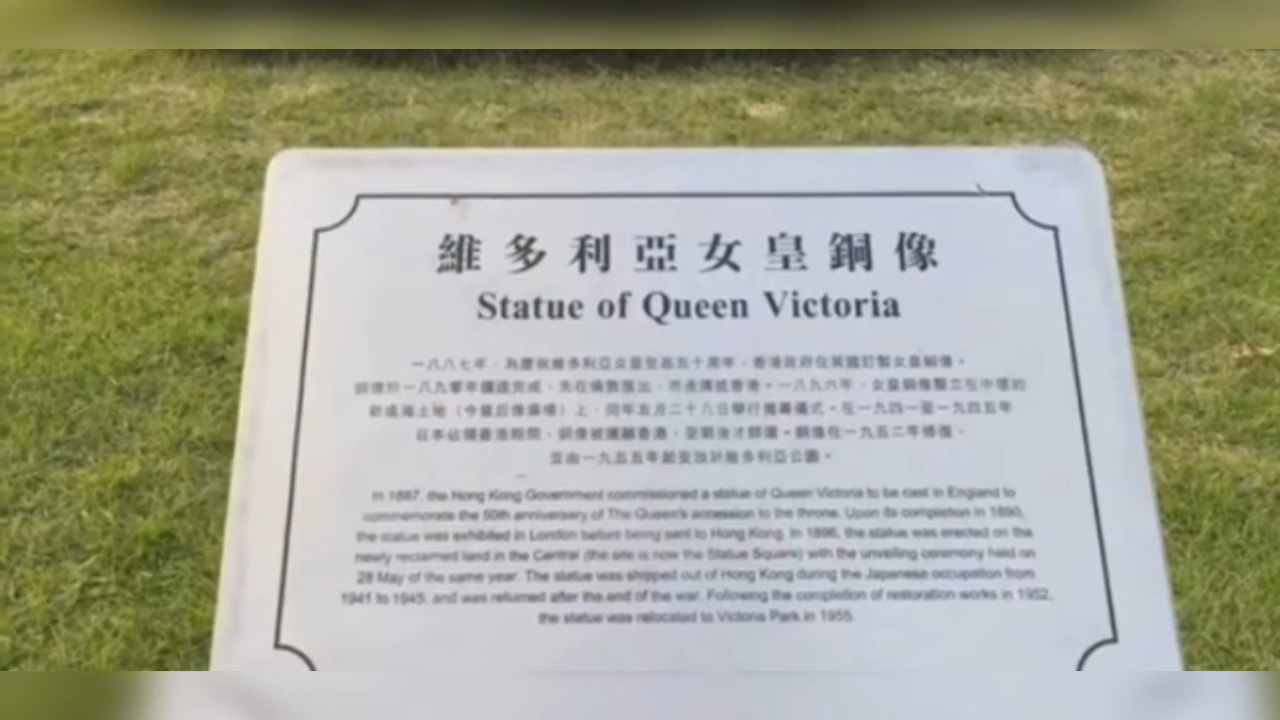 維多利亞女皇銅像
Statue of Queen Victoria
一八八七年，為慶祝維多利亞女皇登基五十周年，香港政府在英國訂製女皇銅像。
銅像於一八九零年鑄造完成，先在倫敦展出，然後運抵香港。一八九六年，女皇銅像豎立在中環的
新填海土地（今皇后像廣場）上，同年五月二十八日舉行揭幕儀式。在一九四一至一九四五年
日本佔領香港期間，銅像被運離香港，至戰後才歸還。銅像在一九五二年修復，
並由一九五五年起安放於維多利亞公園。
In 1887, the Hong Kong Government commissioned a statue of Queen Victoria to be cast in England to
commemorate the 50th anniversary of The Queen's accession to the throne. Upon its completion in 1890,
the statue was exhibited in London before being sent to Hong Kong. In 1896, the statue was erected on the
newly reclaimed land in the Central (the site is now the Statue Square) with the unveiling ceremony held on
28 May of the same year. The statue was shipped out of Hong Kong during the Japanese occupation from
1941 to 1945, and was returned after the end of the war. Following the completion of restoration works in 1952,
the statue was relocated to Victoria Park in 1955.